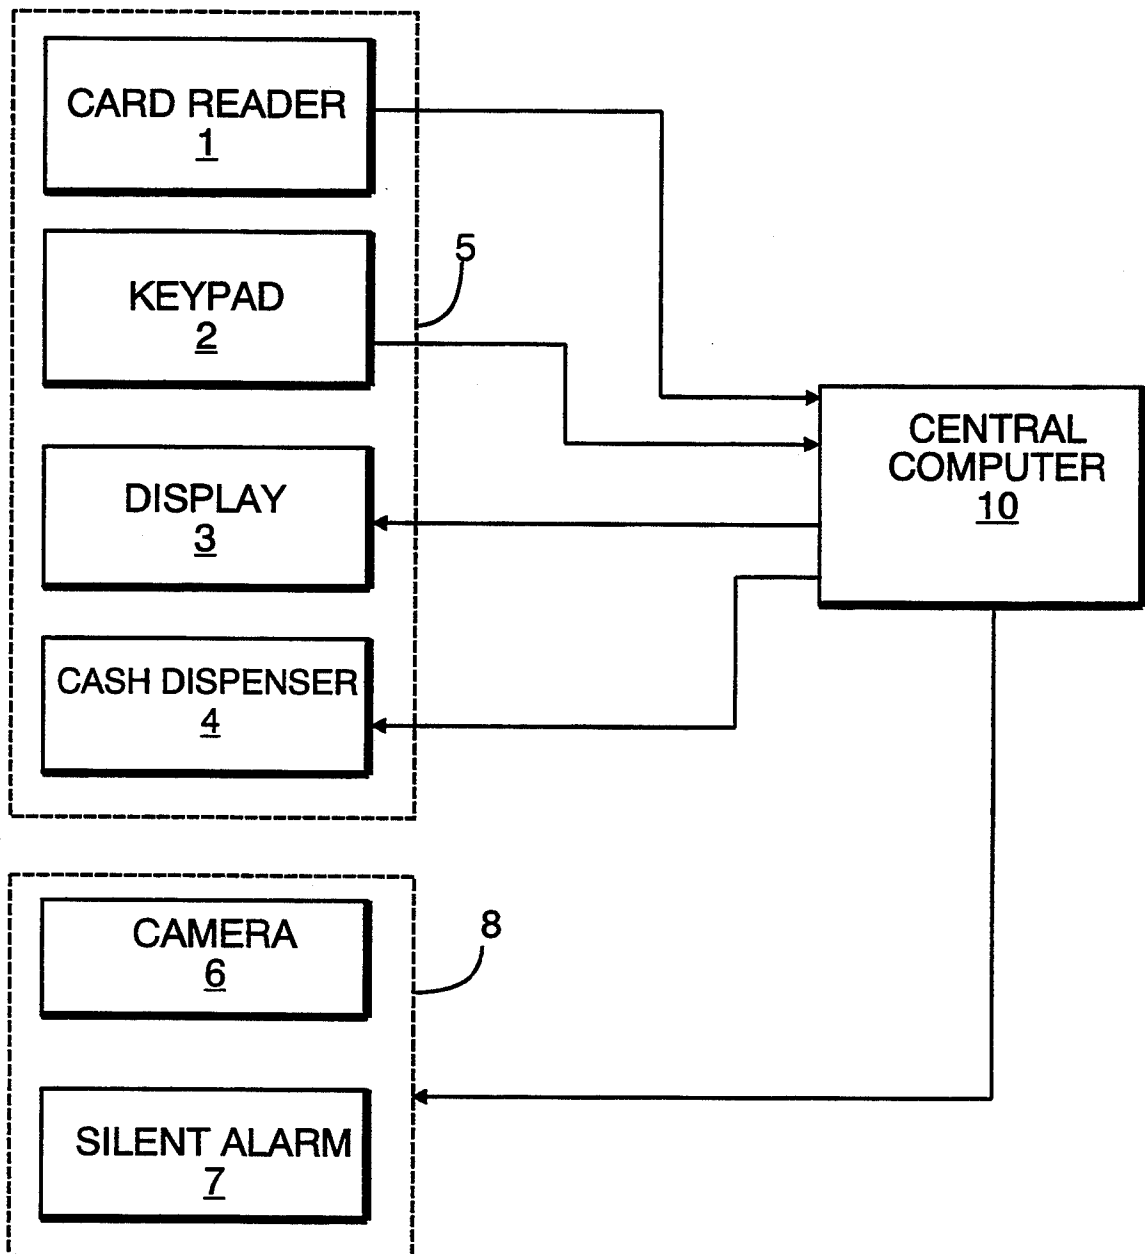 CARD READER
1
KEYPAD
2
5
DISPLAY
3
CASH DISPENSER
4
CENTRAL
COMPUTER
10
CAMERA
6
8
SILENT ALARM
7